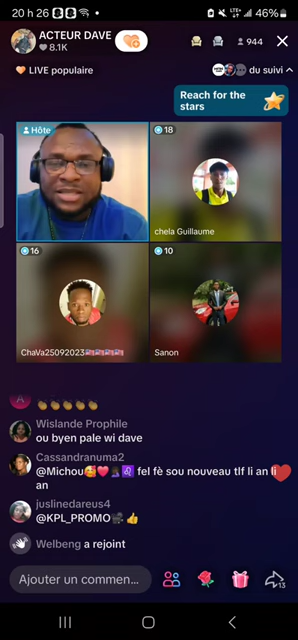 20 h 26
LTE+
46%
ACTEUR DAVE
8.1K
944
LIVE populaire
du suivi
Reach for the
stars
Hôte
18
chela Guillaume
16
ChaVa25092023
10
Sanon
A
Wislande Prophile
ou byen pale wi dave
Cassandranuma2
@Michou🥰❤️ fel fè sou nouveau tlf li an li
an
juslinedareus4
@KPL_PROMO 👍
Welbeng a rejoint
Ajouter un commen...
13